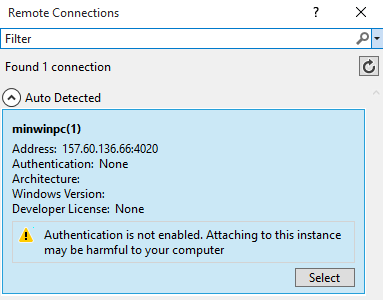 Remote Connections
Filter
Found 1 connection
Auto Detected
minwinpc(1)
Address: 157.60.136.66:4020
Authentication: None
Architecture:
Windows Version:
Developer License: None
Authentication is not enabled. Attaching to this instance
may be harmful to your computer
Select